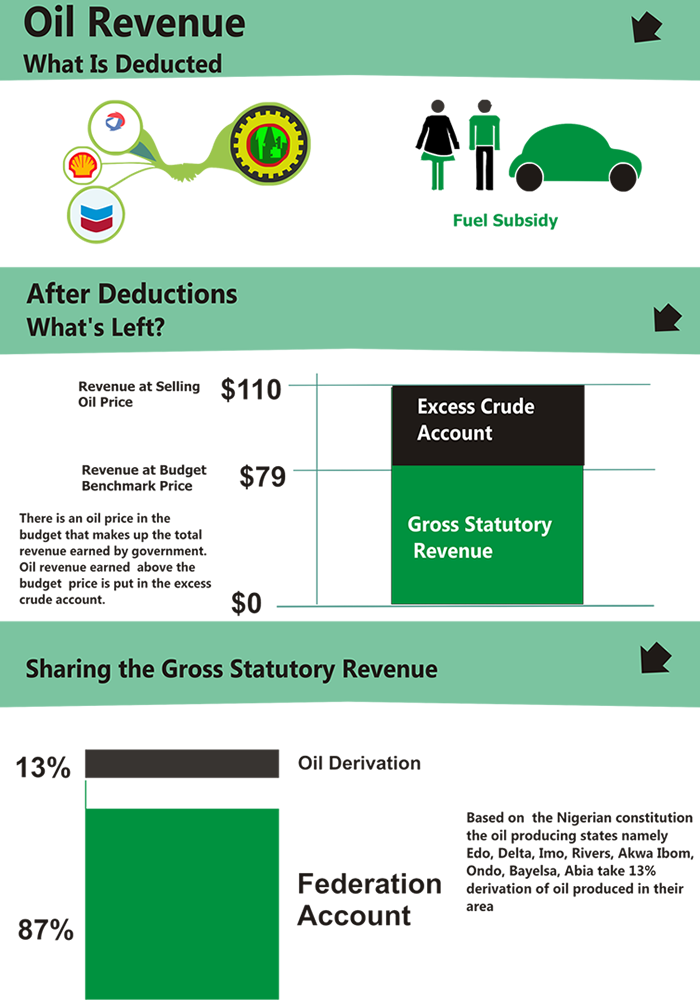 Oil Revenue
What Is Deducted
Fuel Subsidy
After Deductions
What's Left?
Revenue at Selling
Oil Price
$110
Excess Crude
Account
Revenue at Budget
Benchmark Price
$79
There is an oil price in the
budget that makes up the total
revenue earned by government.
Oil revenue earned above the
budget price is put in the excess
crude account.
Gross Statutory
Revenue
$0
Sharing the Gross Statutory Revenue
13%
Oil Derivation
87%
Federation
Account
Based on the Nigerian constitution
the oil producing states namely
Edo, Delta, Imo, Rivers, Akwa Ibom,
Ondo, Bayelsa, Abia take 13%
derivation of oil produced in their
area